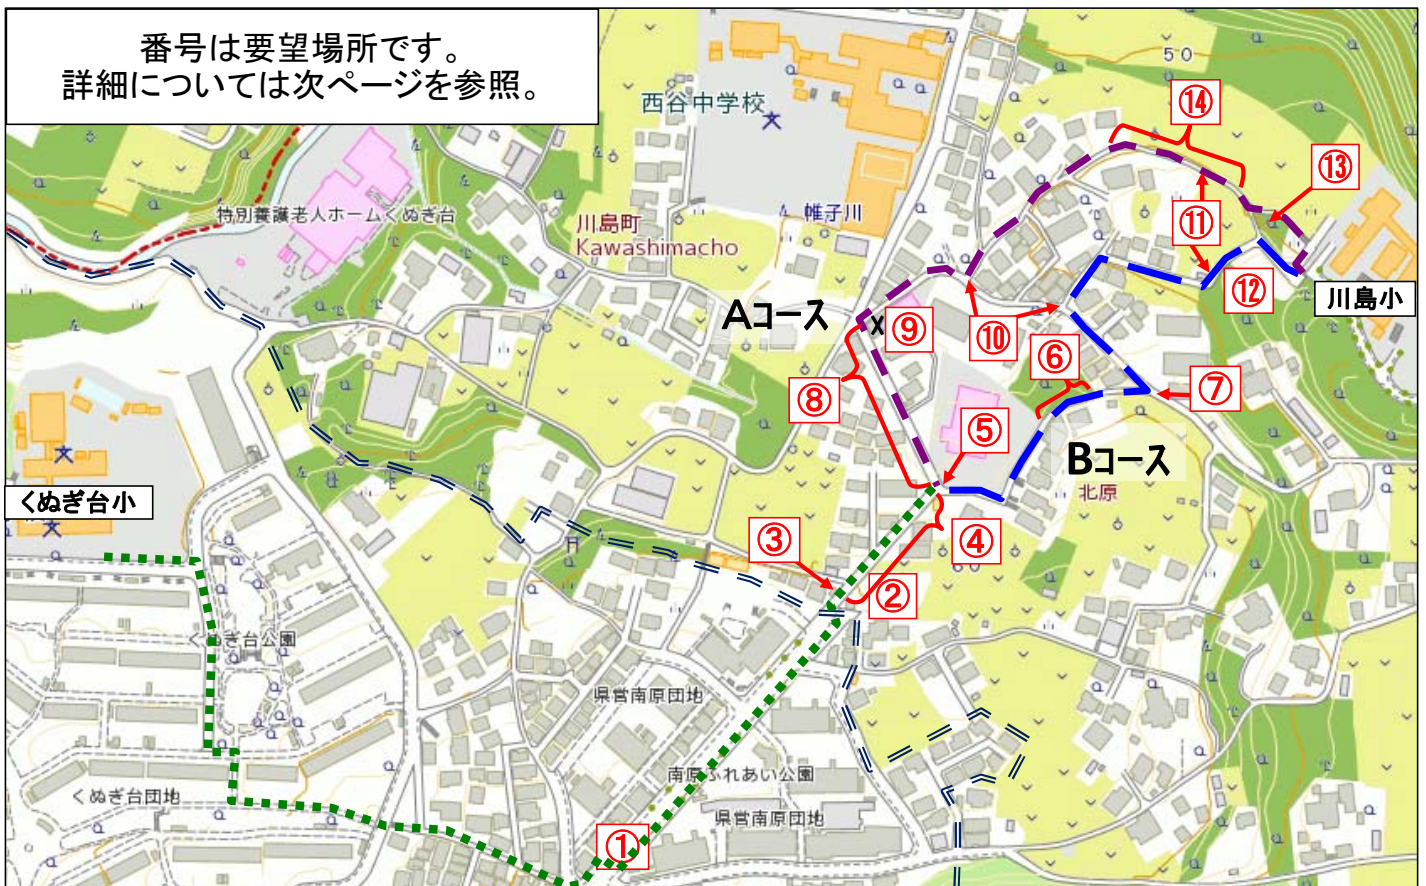 番号は要望場所です。
詳細については次ページを参照。
50
西谷中学校
⑭
⑬
特別養護老人ホームくぬぎ台
川島町
Kawashimacho
帷子川
⑪
⑫
川島小
Aコース
X
⑨
⑩
⑥
⑧
⑦
⑤
Bコース
北原
くぬぎ台小
③
④
②
くぬぎ台公園
県営南原団地
南原ふれあい公園
くぬぎ台団地
県営南原団地
①